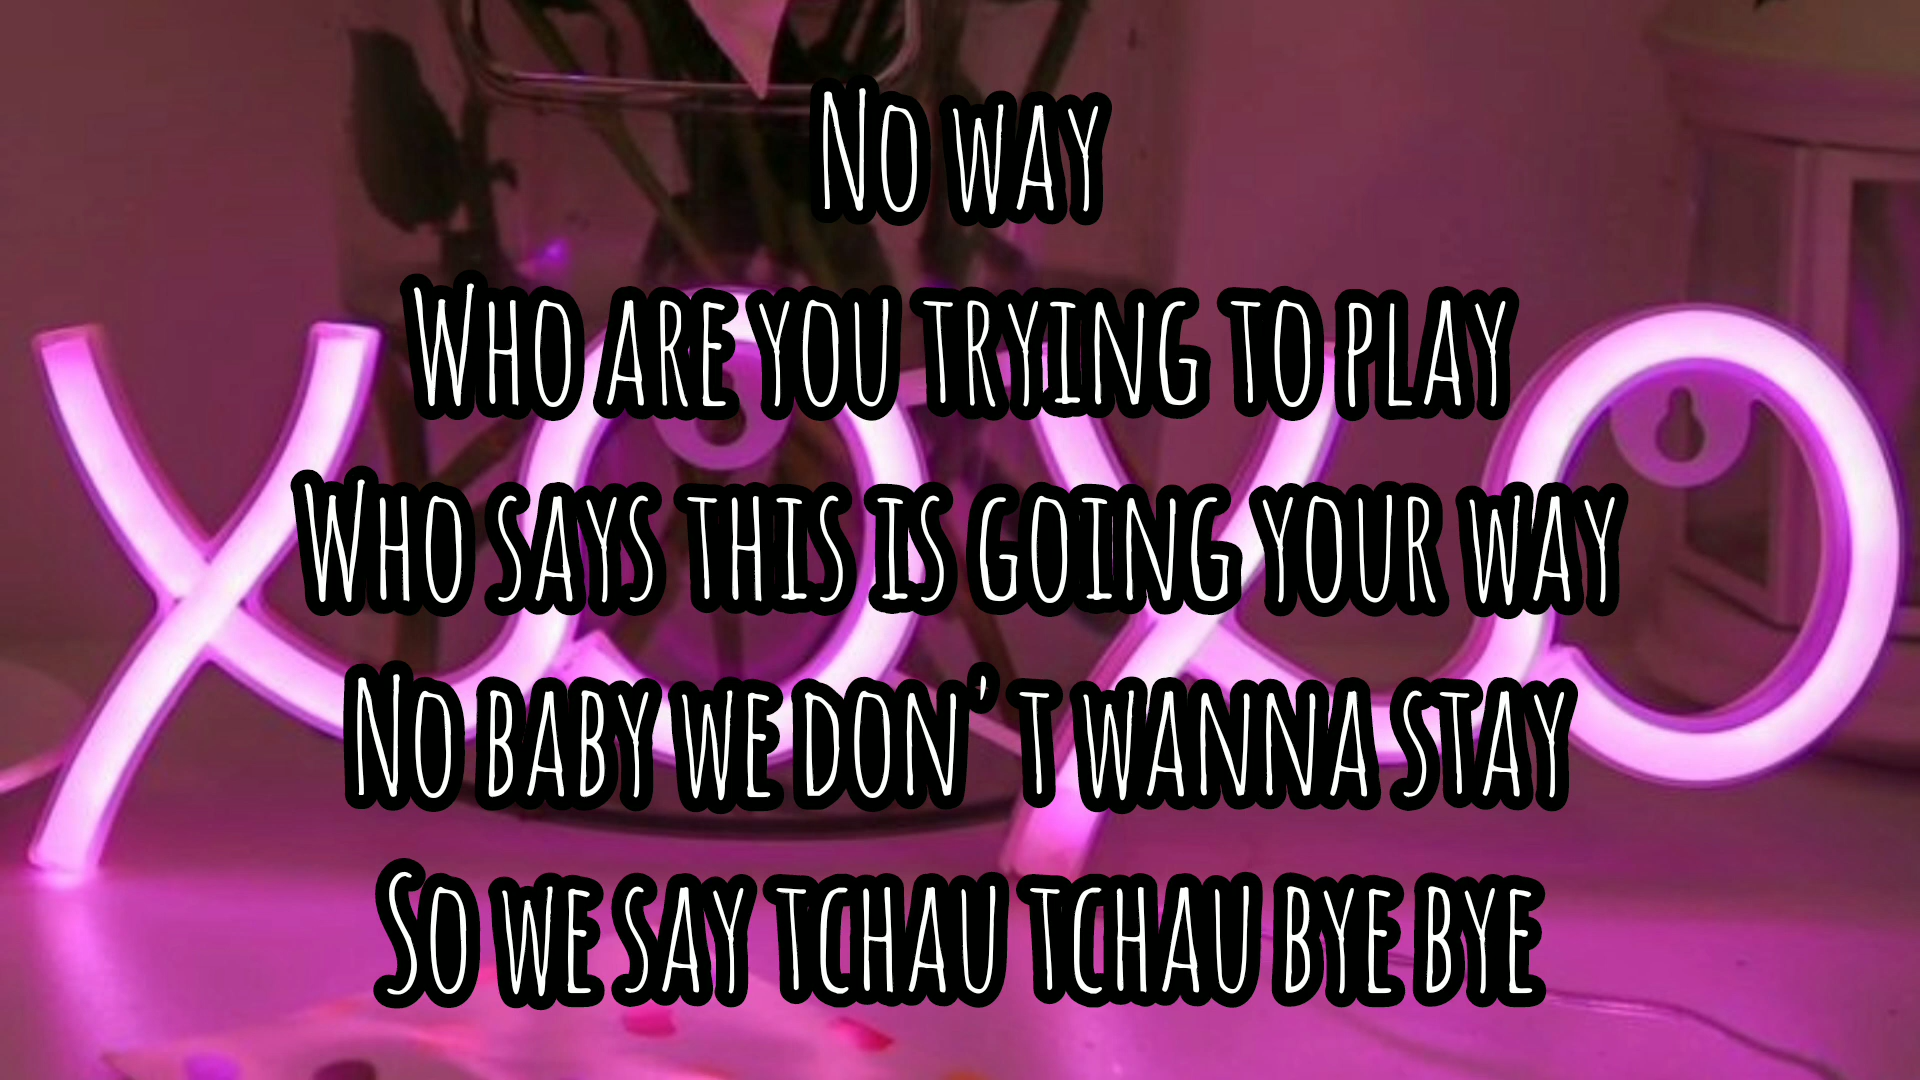 No way
Who are you trying to play
Who says this is going your way
No baby we don't wanna stay
So we say tchau tchau bye bye
xoxo